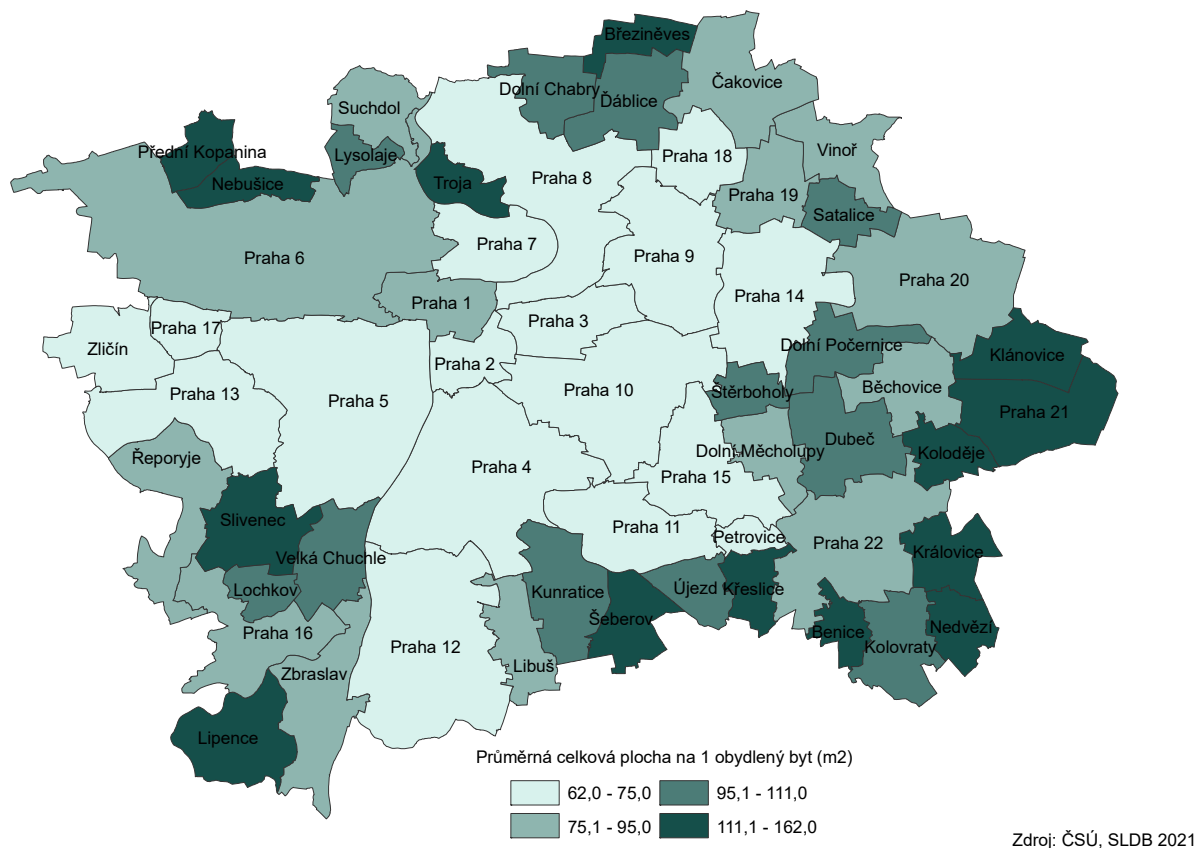 Březiněves
Dolní Chabry
Ďáblice
Čakovice
Suchdol
Přední Kopanina
Lysolaje
Praha 18
Vinoř
Nebušice
Troja
Praha 8
Praha 19
Satalice
Praha 7
Praha 6
Praha 9
Praha 20
Praha 14
Praha 1
Praha 3
Praha 17
Zličín
Dolní Počernice
Klánovice
Praha 2
Praha 13
Praha 5
Praha 10
Štěrboholy
Běchovice
Praha 21
Řeporyje
Praha 4
Dolní Měcholupy
Dubeč
Koloděje
Praha 15
Slivenec
Praha 11
Petrovice
Praha 22
Královice
Velká Chuchle
Lochkov
Kunratice
Újezd
Křeslice
Šeberov
Praha 16
Benice
Nedvězí
Praha 12
Kolovraty
Zbraslav
Libuš
Lipence
Průměrná celková plocha na 1 obydlený byt (m2)
62,0 - 75,0
95,1 - 111,0
75,1 - 95,0
111,1 - 162,0
Zdroj: ČSÚ, SLDB 2021